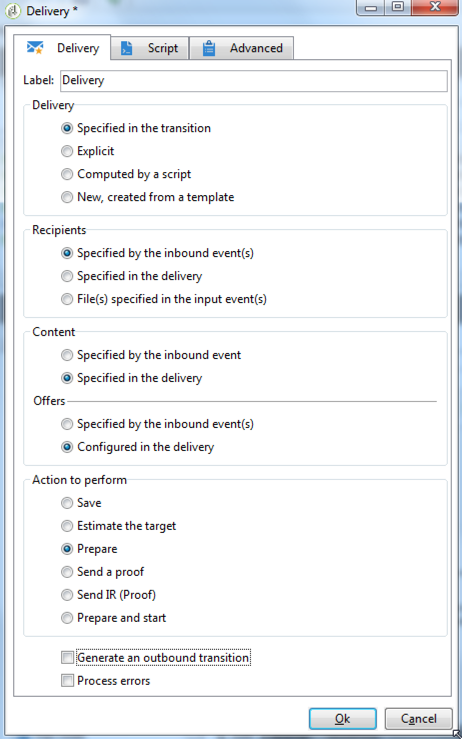 Delivery *
Delivery Script Advanced
Label: Delivery
Delivery
Specified in the transition
Explicit
Computed by a script
New, created from a template
Recipients
Specified by the inbound event(s)
Specified in the delivery
File(s) specified in the input event(s)
Content
Specified by the inbound event
Specified in the delivery
Offers
Specified by the inbound event(s)
Configured in the delivery
Action to perform
Save
Estimate the target
Prepare
Send a proof
Send IR (Proof)
Prepare and start
Generate an outbound transition
Process errors
Ok Cancel